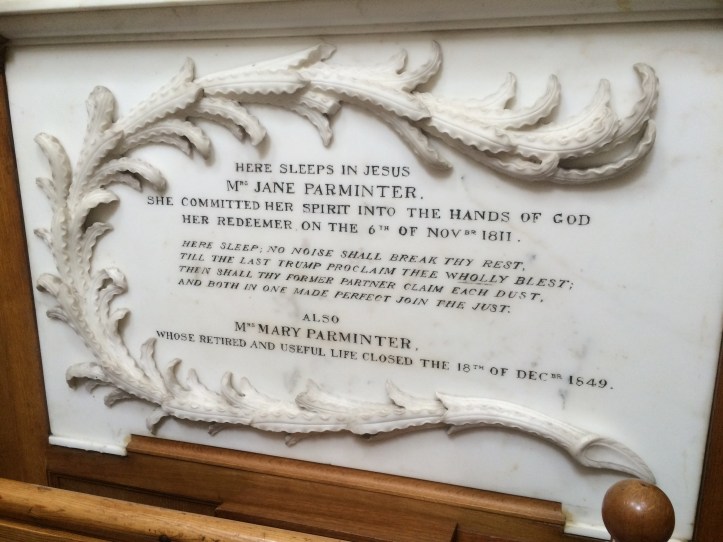 HERE SLEEPS IN JESUS
Mrs JANE PARMINTER.
SHE COMMITTED HER SPIRIT INTO THE HANDS OF GOD
HER REDEEMER, ON THE 6TH OF NOVBR 1811.
HERE SLEEP: NO NOISE SHALL BREAK THY REST,
TILL THE LAST TRUMP PROCLAIM THEE WHOLLY BLEST;
THEN SHALL THY FORMER PARTNER CLAIM EACH DUST,
AND BOTH IN ONE MADE PERFECT JOIN THE JUST.
ALSO
Mrs MARY PARMINTER,
WHOSE RETIRED AND USEFUL LIFE CLOSED THE 18TH OF DECBR 1849.